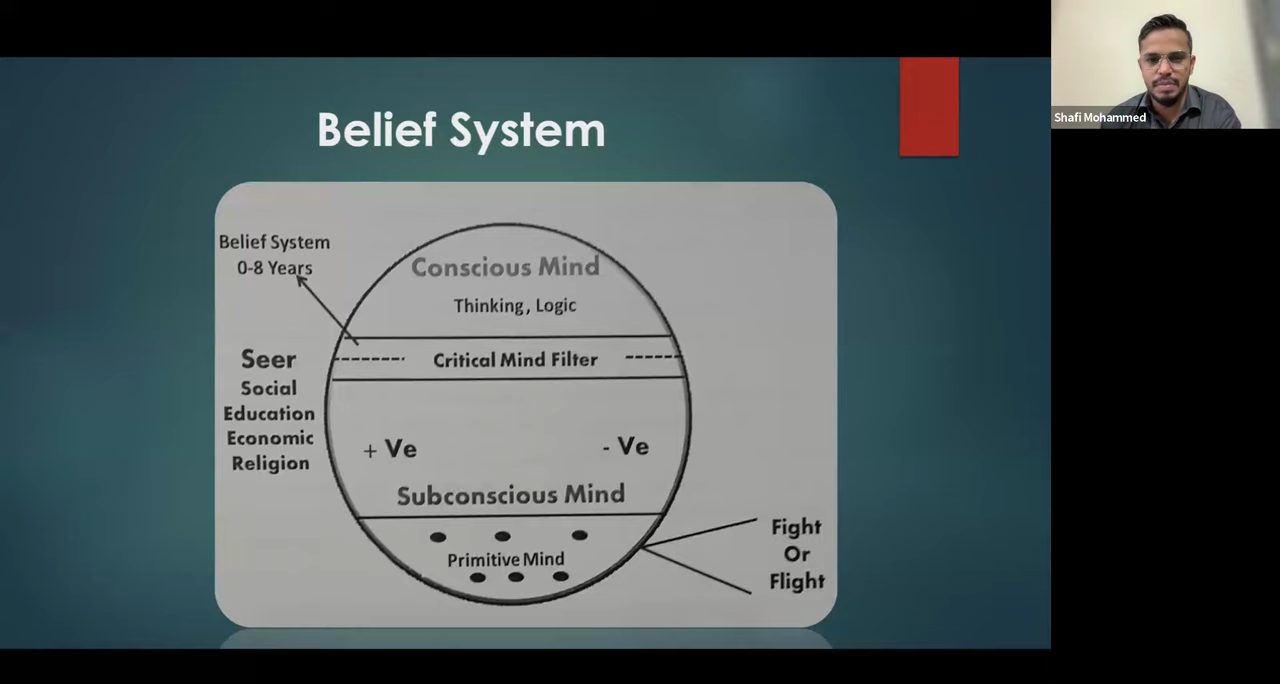 Belief System
Belief System
0-8 Years
Conscious Mind
Thinking, Logic
Critical Mind Filter
Seer
Social
Education
Economic
Religion
+ Ve
- Ve
Subconscious Mind
Primitive Mind
Fight
Or
Flight
Shafi Mohammed